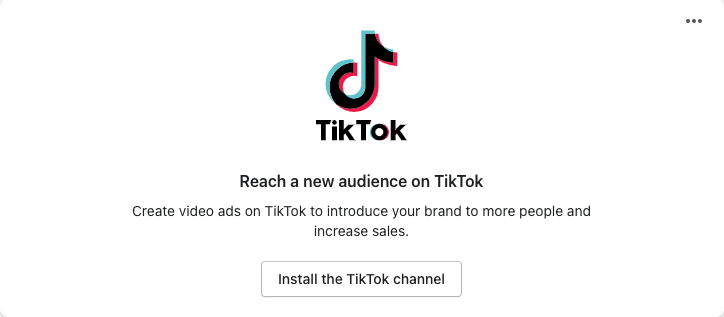 TikTok
Reach a new audience on TikTok
Create video ads on TikTok to introduce your brand to more people and
increase sales.
Install the TikTok channel